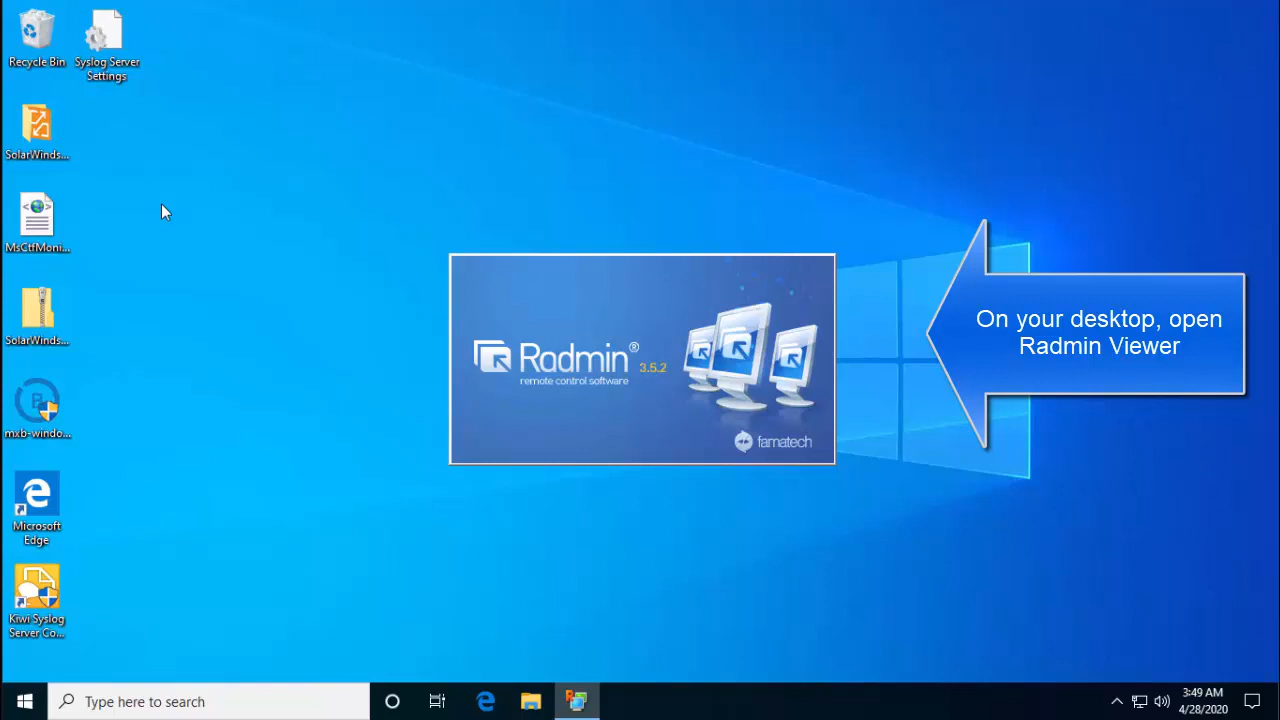 Recycle Bin
Syslog Server
Settings
SolarWinds...
MsCtfMoni...
SolarWinds...
mxb-windo...
Microsoft
Edge
Kiwi Syslog
Server Co...
Radmin® 3.5.2
remote control software
famatech
On your desktop, open
Radmin Viewer
Type here to search
3:49 AM
4/28/2020